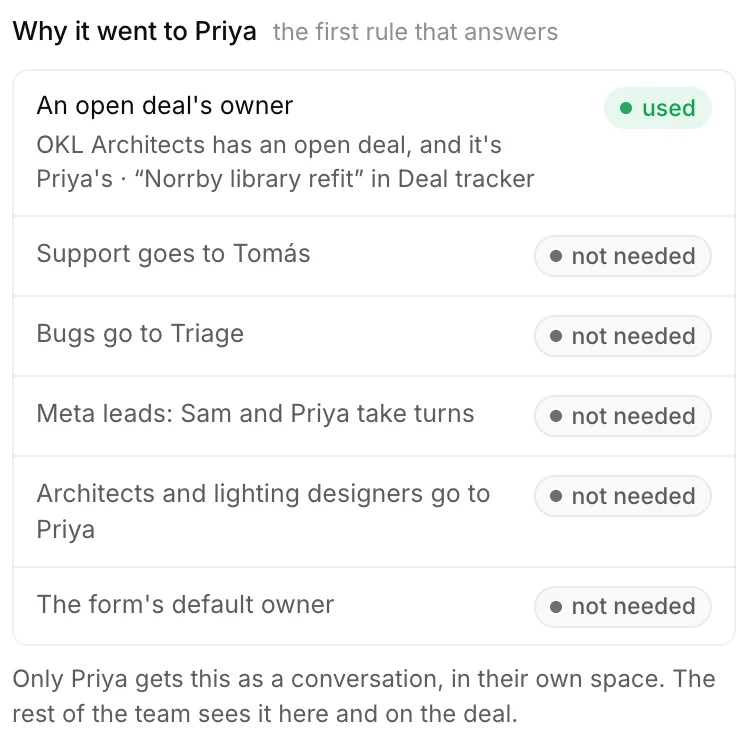 Why it went to Priya the first rule that answers
An open deal's owner
used
OKL Architects has an open deal, and it's
Priya's · “Norrby library refit” in Deal tracker
Support goes to Tomás
not needed
Bugs go to Triage
not needed
Meta leads: Sam and Priya take turns
not needed
Architects and lighting designers go to
Priya
not needed
The form's default owner
not needed
Only Priya gets this as a conversation, in their own space. The
rest of the team sees it here and on the deal.